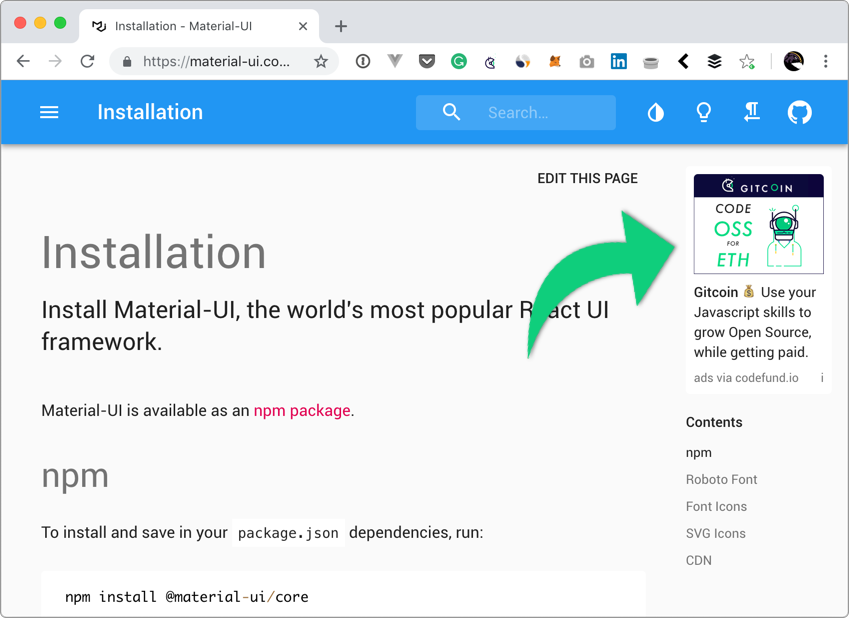 Installation - Material-UI
https://material-ui.co...
Installation
Search...
EDIT THIS PAGE
Installation
Install Material-UI, the world's most popular React UI
framework.
Material-UI is available as an npm package.
npm
To install and save in your package.json dependencies, run:
npm install @material-ui/core
GITCOIN
CODE
OSS
FOR
ETH
Gitcoin 💰 Use your
Javascript skills to
grow Open Source,
while getting paid.
ads via codefund.io i
Contents
npm
Roboto Font
Font Icons
SVG Icons
CDN